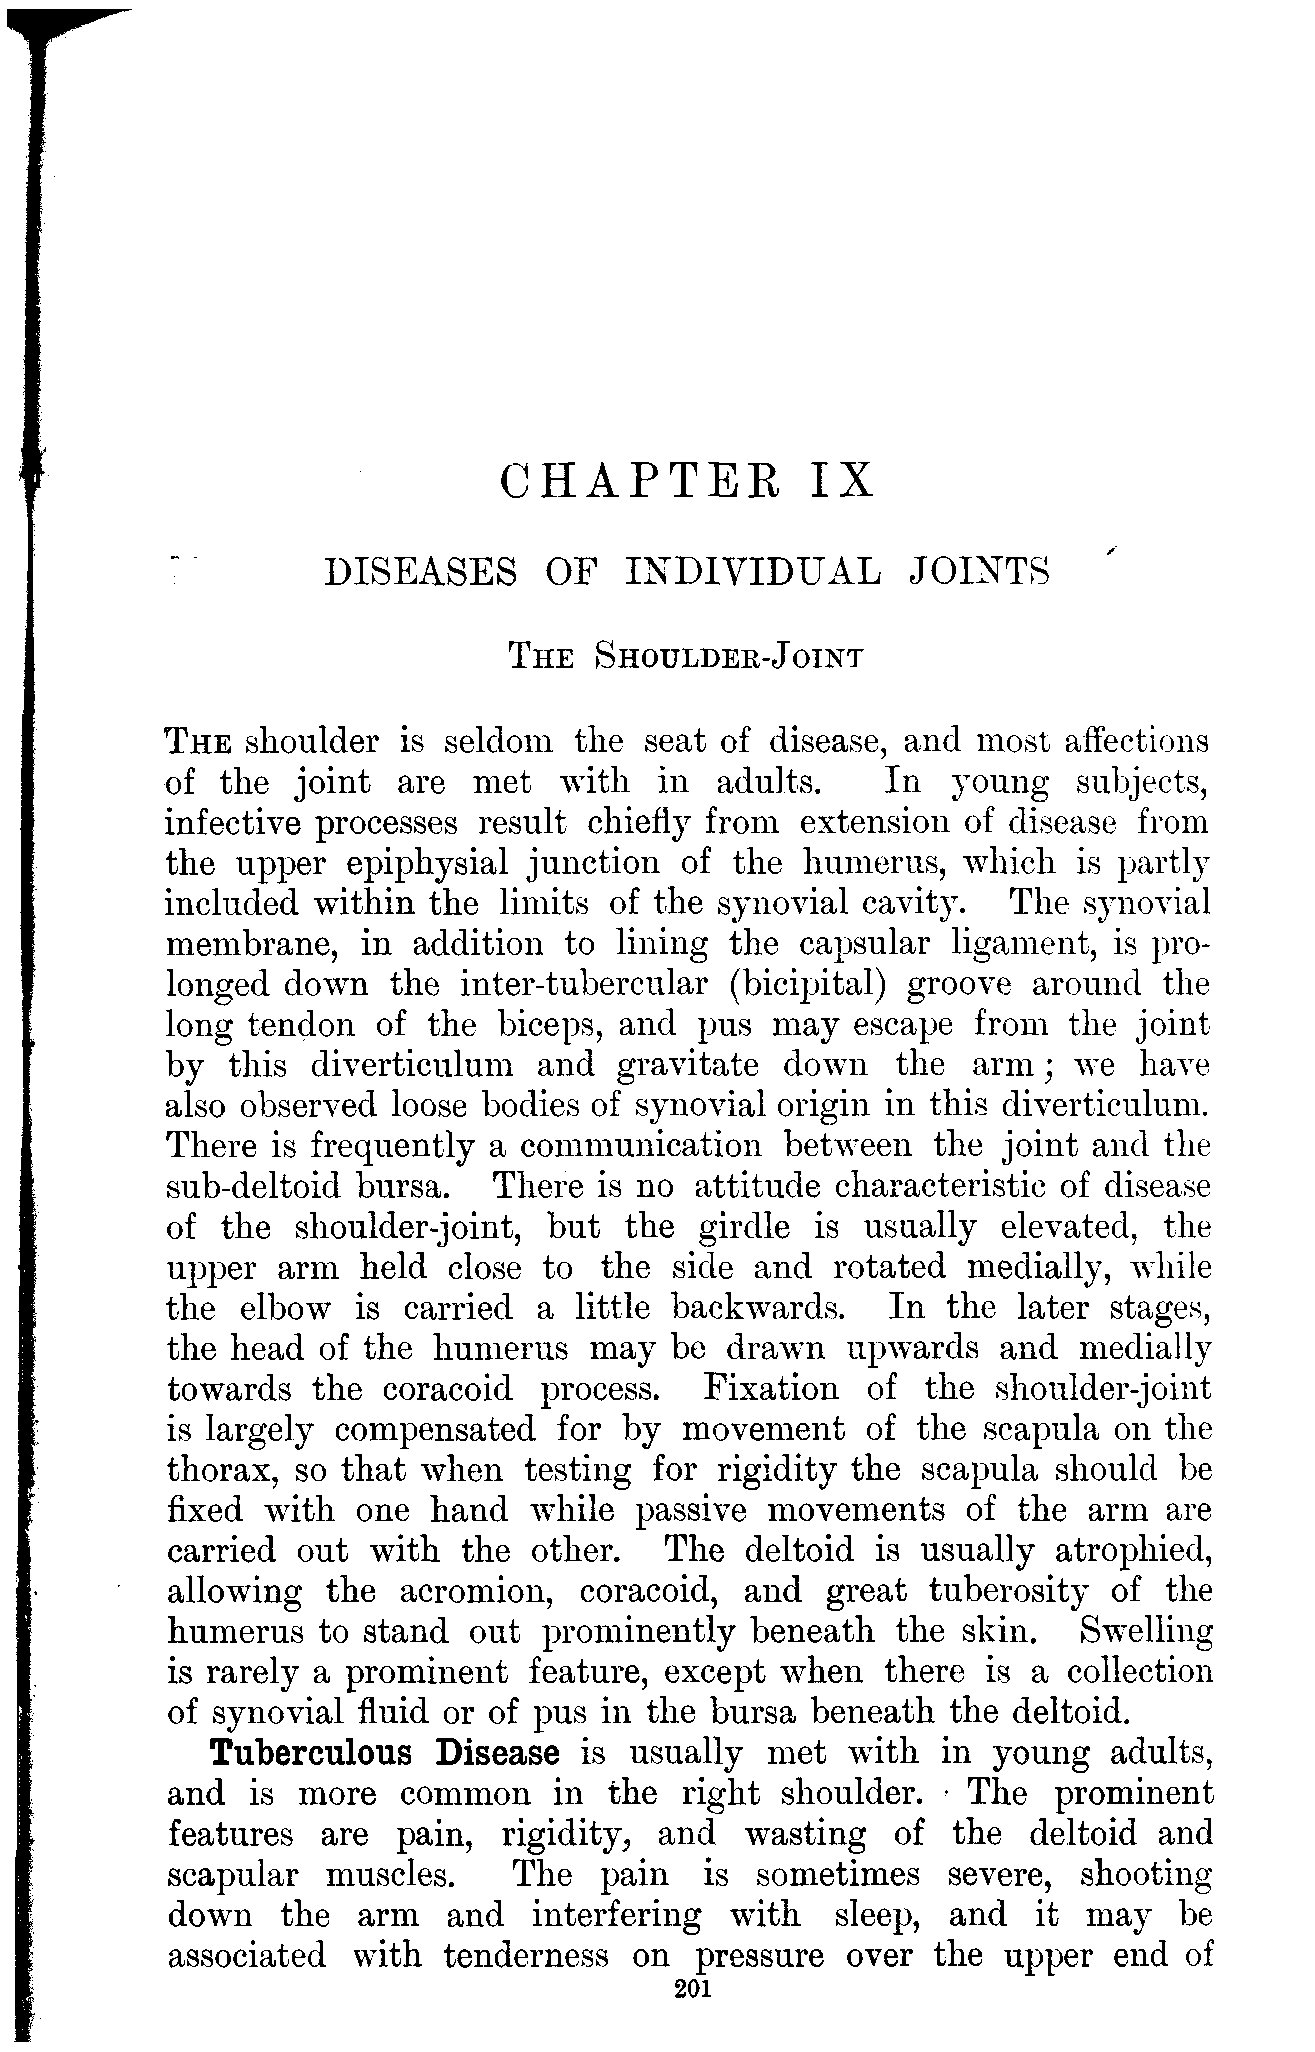 CHAPTER IX
DISEASES OF INDIVIDUAL JOINTS
THE SHOULDER-JOINT
THE shoulder is seldom the seat of disease, and most affections
of the joint are met with in adults. In young subjects,
infective processes result chiefly from extension of disease from
the upper epiphysial junction of the humerus, which is partly
included within the limits of the synovial cavity. The synovial
membrane, in addition to lining the capsular ligament, is pro-
longed down the inter-tubercular (bicipital) groove around the
long tendon of the biceps, and pus may escape from the joint
by this diverticulum and gravitate down the arm; we have
also observed loose bodies of synovial origin in this diverticulum.
There is frequently a communication between the joint and the
sub-deltoid bursa. There is no attitude characteristic of disease
of the shoulder-joint, but the girdle is usually elevated, the
upper arm held close to the side and rotated medially, while
the elbow is carried a little backwards. In the later stages,
the head of the humerus may be drawn upwards and medially
towards the coracoid process. Fixation of the shoulder-joint
is largely compensated for by movement of the scapula on the
thorax, so that when testing for rigidity the scapula should be
fixed with one hand while passive movements of the arm are
carried out with the other. The deltoid is usually atrophied,
allowing the acromion, coracoid, and great tuberosity of the
humerus to stand out prominently beneath the skin. Swelling
is rarely a prominent feature, except when there is a collection
of synovial fluid or of pus in the bursa beneath the deltoid.
Tuberculous Disease is usually met with in young adults,
and is more common in the right shoulder. The prominent
features are pain, rigidity, and wasting of the deltoid and
scapular muscles. The pain is sometimes severe, shooting
down the arm and interfering with sleep, and it may be
associated with tenderness on pressure over the upper end of
201